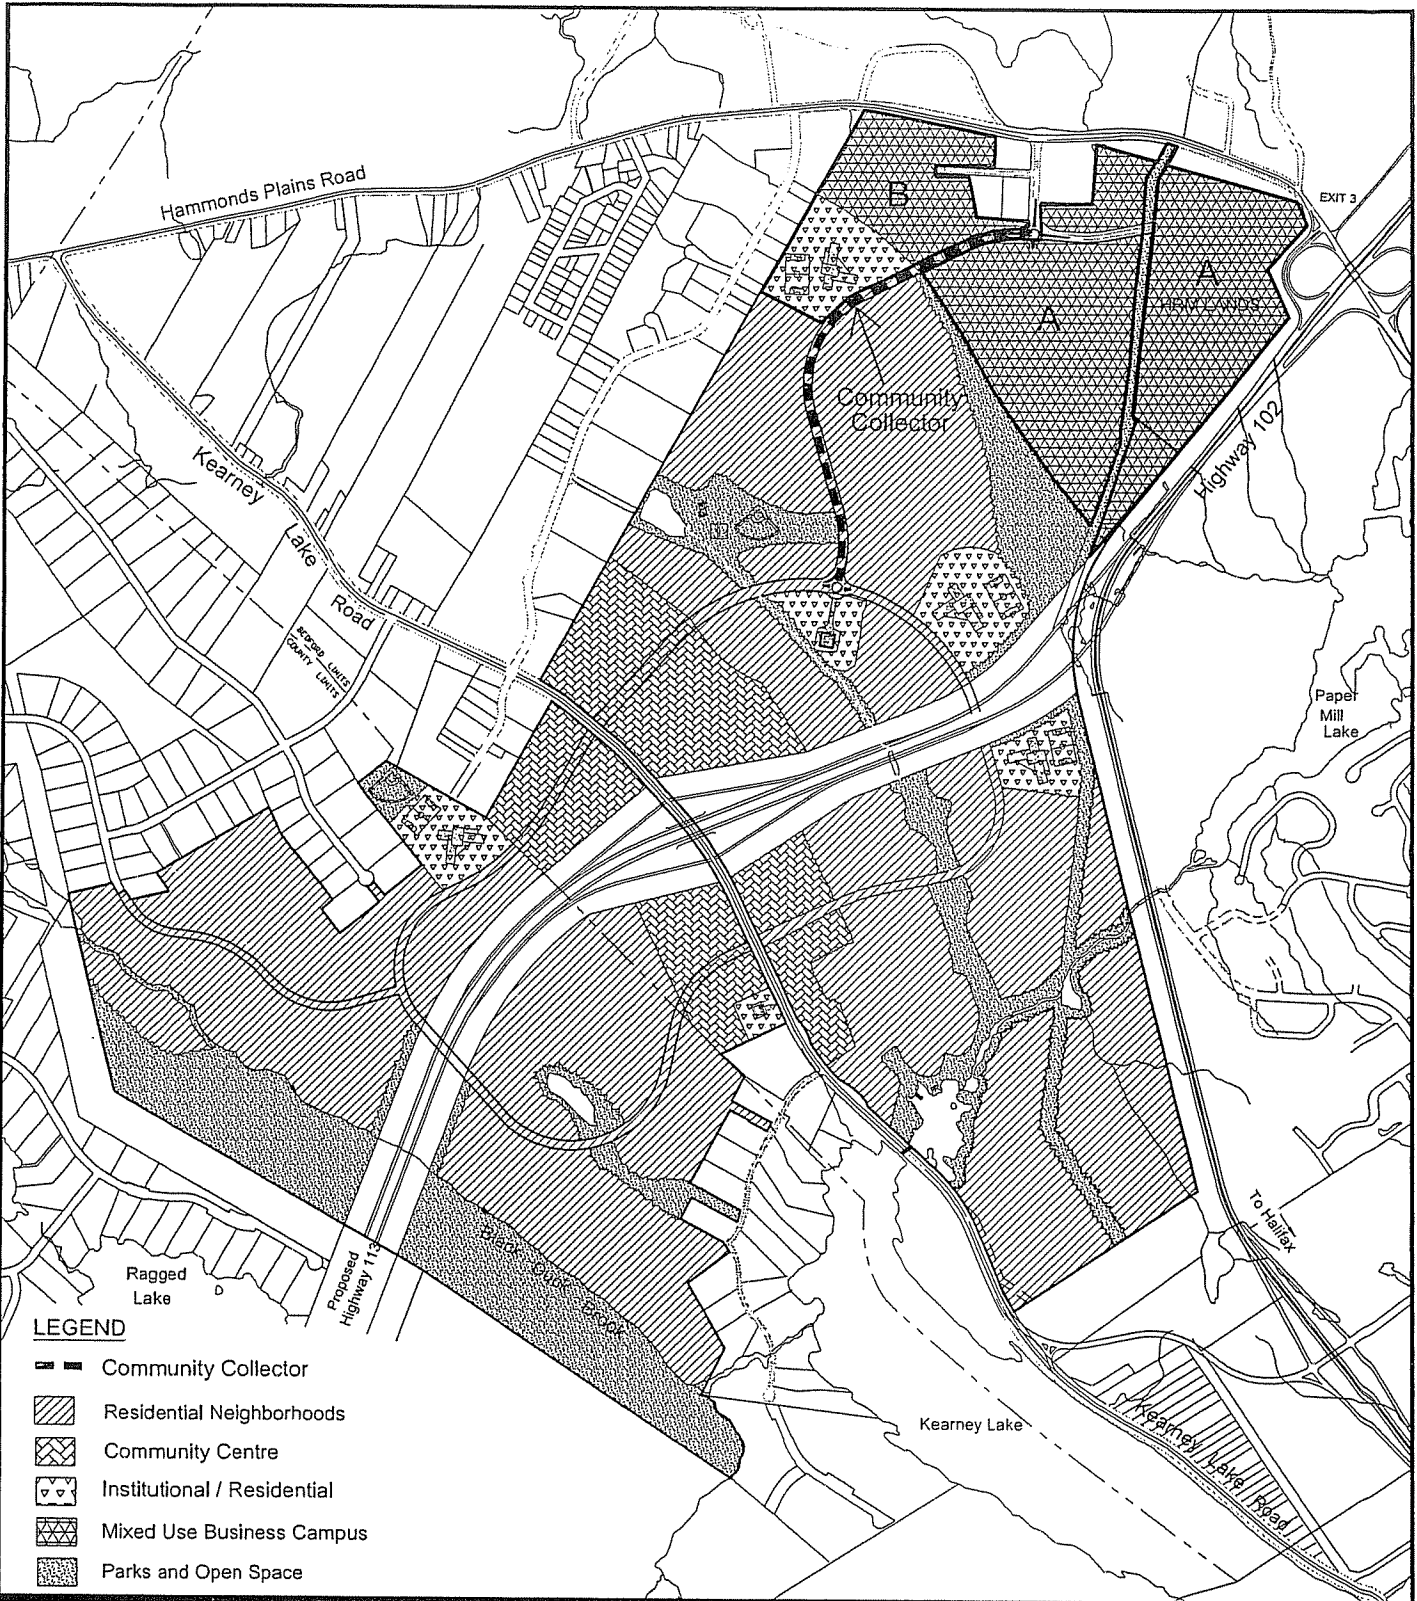 Hammonds Plains Road
EXIT 3
B
A
A
HRM LANDS
Community
Collector
Highway 102
Kearney
Lake
Road
BEDFORD LIMITS
COUNTY LIMITS
Paper
Mill
Lake
To Halifax
Black Duck Brook
Proposed
Highway 113
Ragged
Lake
Kearney Lake
Kearney Lake Road
LEGEND
Community Collector
Residential Neighborhoods
Community Centre
Institutional / Residential
Mixed Use Business Campus
Parks and Open Space